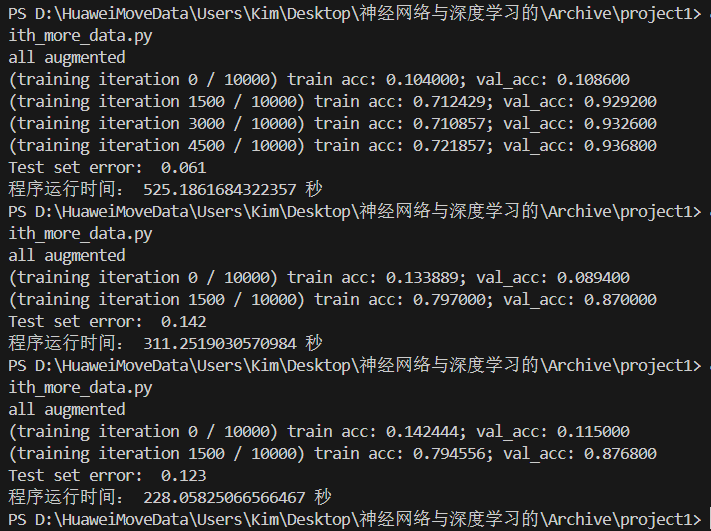 PS D:\HuaweiMoveData\Users\Kim\Desktop\神经网络与深度学习的\Archive\project1>
ith_more_data.py
all augmented
(training iteration 0 / 10000) train acc: 0.104000; val_acc: 0.108600
(training iteration 1500 / 10000) train acc: 0.712429; val_acc: 0.929200
(training iteration 3000 / 10000) train acc: 0.710857; val_acc: 0.932600
(training iteration 4500 / 10000) train acc: 0.721857; val_acc: 0.936800
Test set error:  0.061
程序运行时间： 525.1861684322357 秒
PS D:\HuaweiMoveData\Users\Kim\Desktop\神经网络与深度学习的\Archive\project1>
ith_more_data.py
all augmented
(training iteration 0 / 10000) train acc: 0.133889; val_acc: 0.089400
(training iteration 1500 / 10000) train acc: 0.797000; val_acc: 0.870000
Test set error:  0.142
程序运行时间： 311.2519030570984 秒
PS D:\HuaweiMoveData\Users\Kim\Desktop\神经网络与深度学习的\Archive\project1>
ith_more_data.py
all augmented
(training iteration 0 / 10000) train acc: 0.142444; val_acc: 0.115000
(training iteration 1500 / 10000) train acc: 0.794556; val_acc: 0.876800
Test set error:  0.123
程序运行时间： 228.05825066566467 秒
PS D:\HuaweiMoveData\Users\Kim\Desktop\神经网络与深度学习的\Archive\project1>